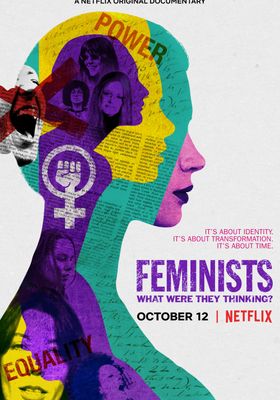 A NETFLIX ORIGINAL DOCUMENTARY
POWER
IT'S ABOUT IDENTITY.
IT'S ABOUT TRANSFORMATION.
IT'S ABOUT TIME.
FEMINISTS
WHAT WERE THEY THINKING?
OCTOBER 12 | NETFLIX
EQUALITY